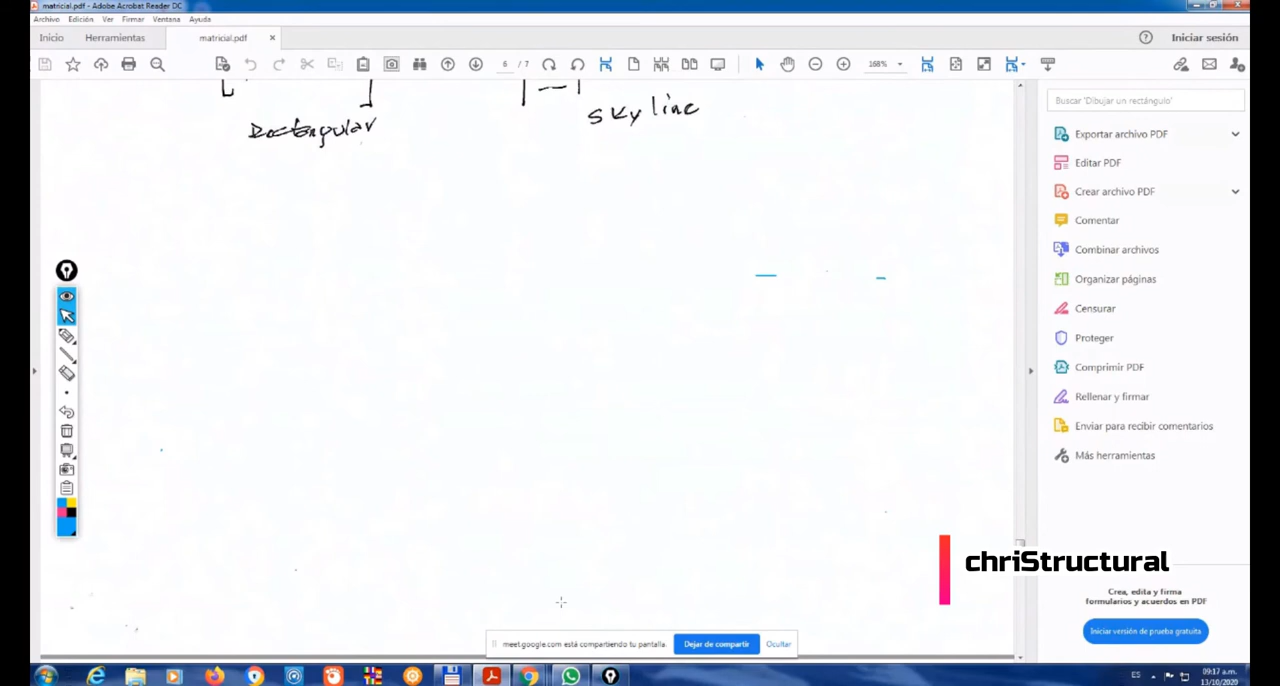 matricial.pdf - Adobe Acrobat Reader DC
Archivo Edición Ver Firmar Ventana Ayuda
Inicio Herramientas matricial.pdf × Iniciar sesión
6 / 7 168%
skyline
Rectangular
Buscar "Dibujar un rectángulo"
Exportar archivo PDF
Editar PDF
Crear archivo PDF
Comentar
Combinar archivos
Organizar páginas
Censurar
Proteger
Comprimir PDF
Rellenar y firmar
Enviar para recibir comentarios
Más herramientas
chriStructural
Crea, edita y firma
formularios y acuerdos en PDF
Iniciar versión de prueba gratuita
meet.google.com está compartiendo tu pantalla. Dejar de compartir Ocultar
ES 09:17 a.m.
13/10/2020